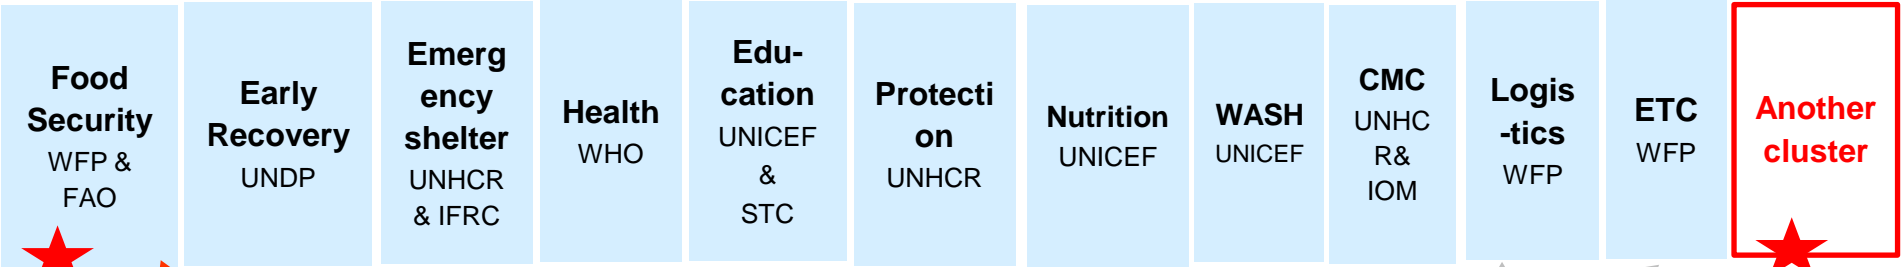 Food
Security
WFP &
FAO
Early
Recovery
UNDP
Emerg
ency
shelter
UNHCR
& IFRC
Health
WHO
Edu-
cation
UNICEF
&
STC
Protecti
on
UNHCR
Nutrition
UNICEF
WASH
UNICEF
CMC
UNHC
R&
IOM
Logis
-tics
WFP
ETC
WFP
Another
cluster